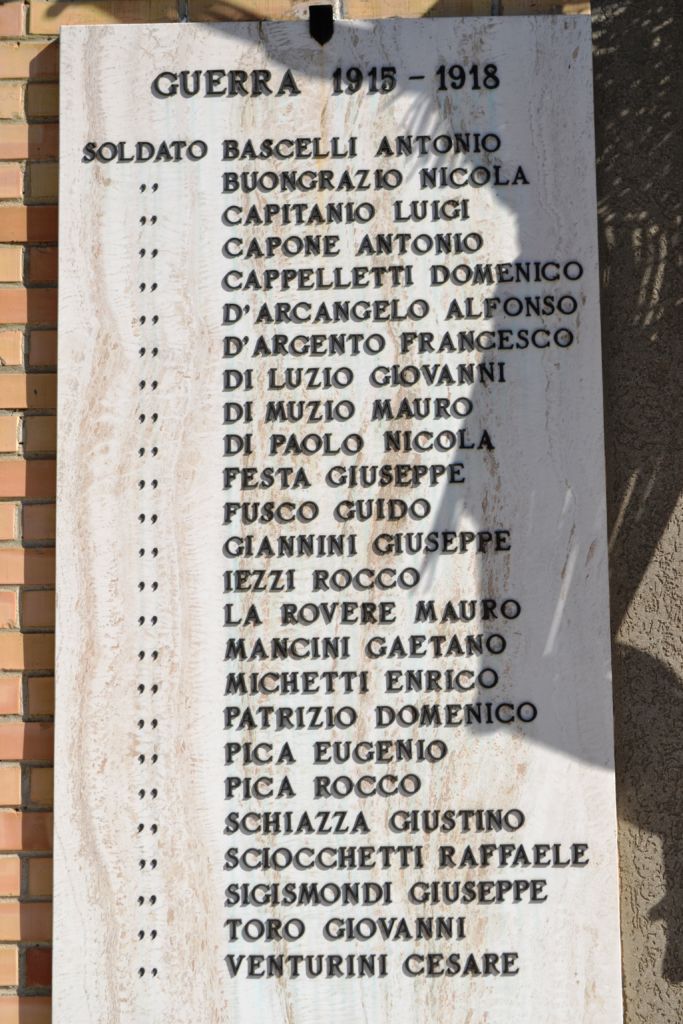 GUERRA 1915 - 1918
SOLDATO BASCELLI ANTONIO
,, BUONGRAZIO NICOLA
,, CAPITANIO LUIGI
,, CAPONE ANTONIO
,, CAPPELLETTI DOMENICO
,, D'ARCANGELO ALFONSO
,, D'ARGENTO FRANCESCO
,, DI LUZIO GIOVANNI
,, DI MUZIO MAURO
,, DI PAOLO NICOLA
,, FESTA GIUSEPPE
,, FUSCO GUIDO
,, GIANNINI GIUSEPPE
,, IEZZI ROCCO
,, LA ROVERE MAURO
,, MANCINI GAETANO
,, MICHETTI ENRICO
,, PATRIZIO DOMENICO
,, PICA EUGENIO
,, PICA ROCCO
,, SCHIAZZA GIUSTINO
,, SCIOCCHETTI RAFFAELE
,, SIGISMONDI GIUSEPPE
,, TORO GIOVANNI
,, VENTURINI CESARE